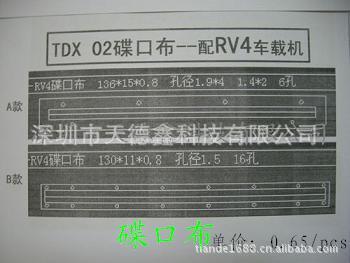 TDX 02碟口布--配RV4车载机
-RV4碟口布 136*15*0.8 孔径1.9*4 1.4*2 6孔
A款
深圳市天德鑫科技有限公司
-RV4碟口布 130*11*0.8 孔径1.5 16孔
B款
碟口布
单价: 0.65/pcs
tiande1688.cn.alibaba.com